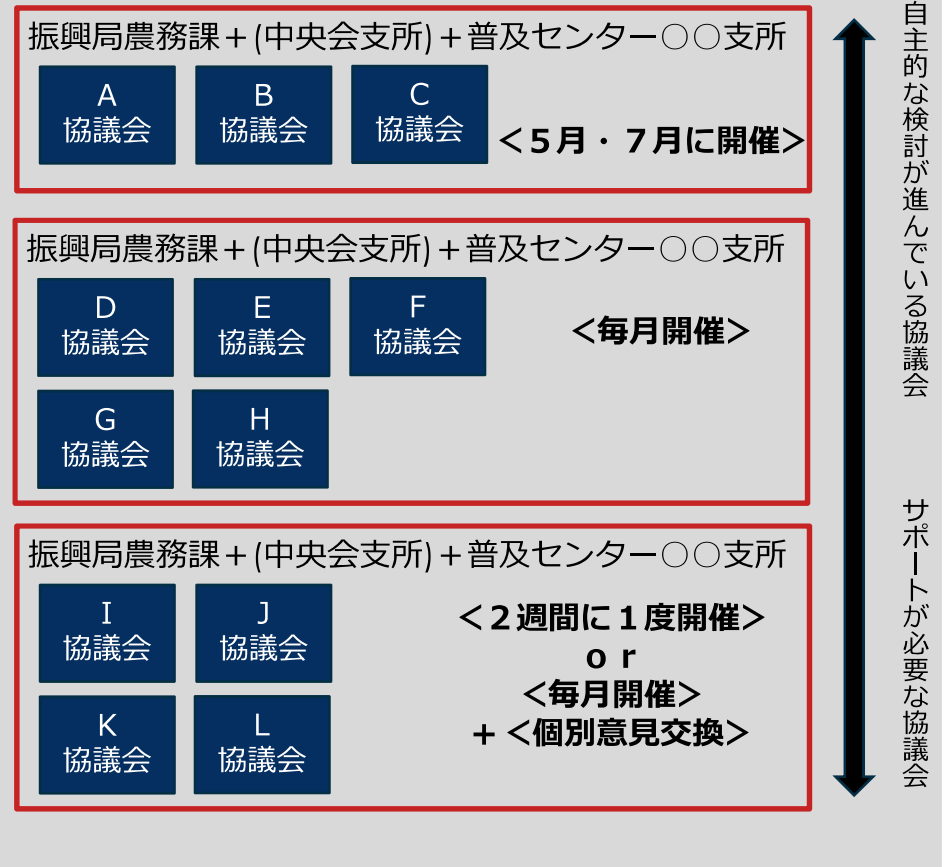 振興局農務課＋(中央会支所)＋普及センター○○支所
A
協議会
B
協議会
C
協議会
＜５月・７月に開催＞
振興局農務課＋(中央会支所)＋普及センター○○支所
D
協議会
E
協議会
F
協議会
＜毎月開催＞
G
協議会
H
協議会
振興局農務課＋(中央会支所)＋普及センター○○支所
I
協議会
J
協議会
K
協議会
L
協議会
＜２週間に１度開催＞
ｏｒ
＜毎月開催＞
＋＜個別意見交換＞
自主的な検討が進んでいる協議会
サポートが必要な協議会